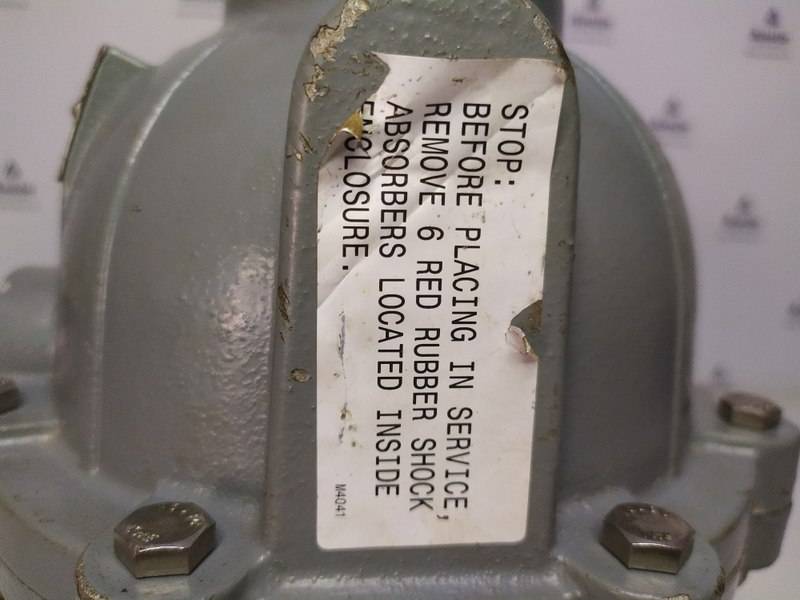 STOP:
BEFORE PLACING IN SERVICE,
REMOVE 6 RED RUBBER SHOCK
ABSORBERS LOCATED INSIDE
ENCLOSURE.
M4041